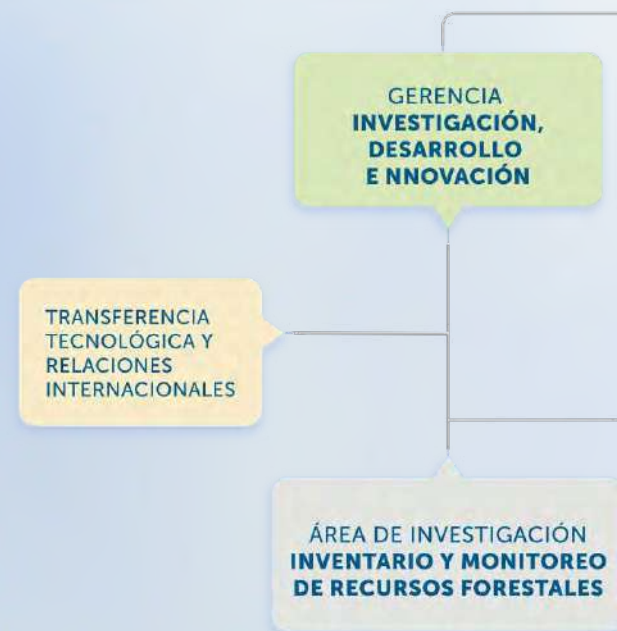 GERENCIA
INVESTIGACIÓN,
DESARROLLO
E NNOVACIÓN
TRANSFERENCIA
TECNOLÓGICA Y
RELACIONES
INTERNACIONALES
ÁREA DE INVESTIGACIÓN
INVENTARIO Y MONITOREO
DE RECURSOS FORESTALES